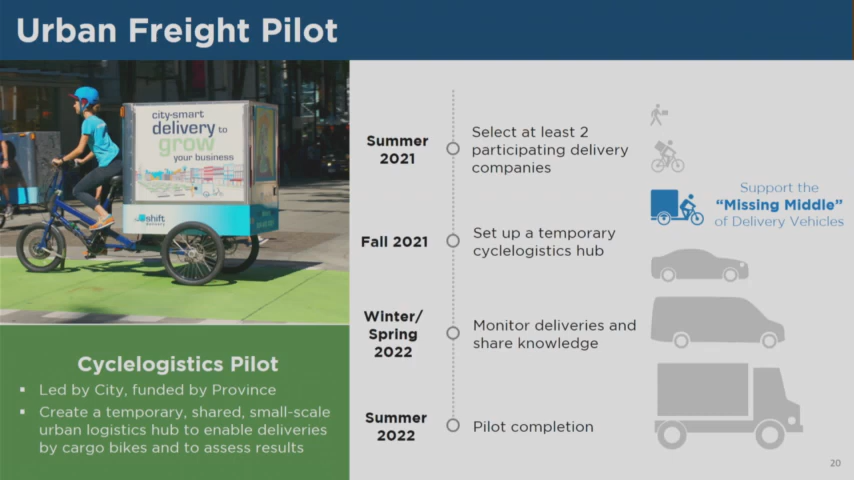 Urban Freight Pilot
city-smart
delivery to
grow
your business
shift
Cyclelogistics Pilot
▪ Led by City, funded by Province
▪ Create a temporary, shared, small-scale
urban logistics hub to enable deliveries
by cargo bikes and to assess results
Summer
2021
Select at least 2
participating delivery
companies
Fall 2021
Set up a temporary
cyclelogistics hub
Winter/
Spring
2022
Monitor deliveries and
share knowledge
Summer
2022
Pilot completion
Support the
“Missing Middle”
of Delivery Vehicles
20